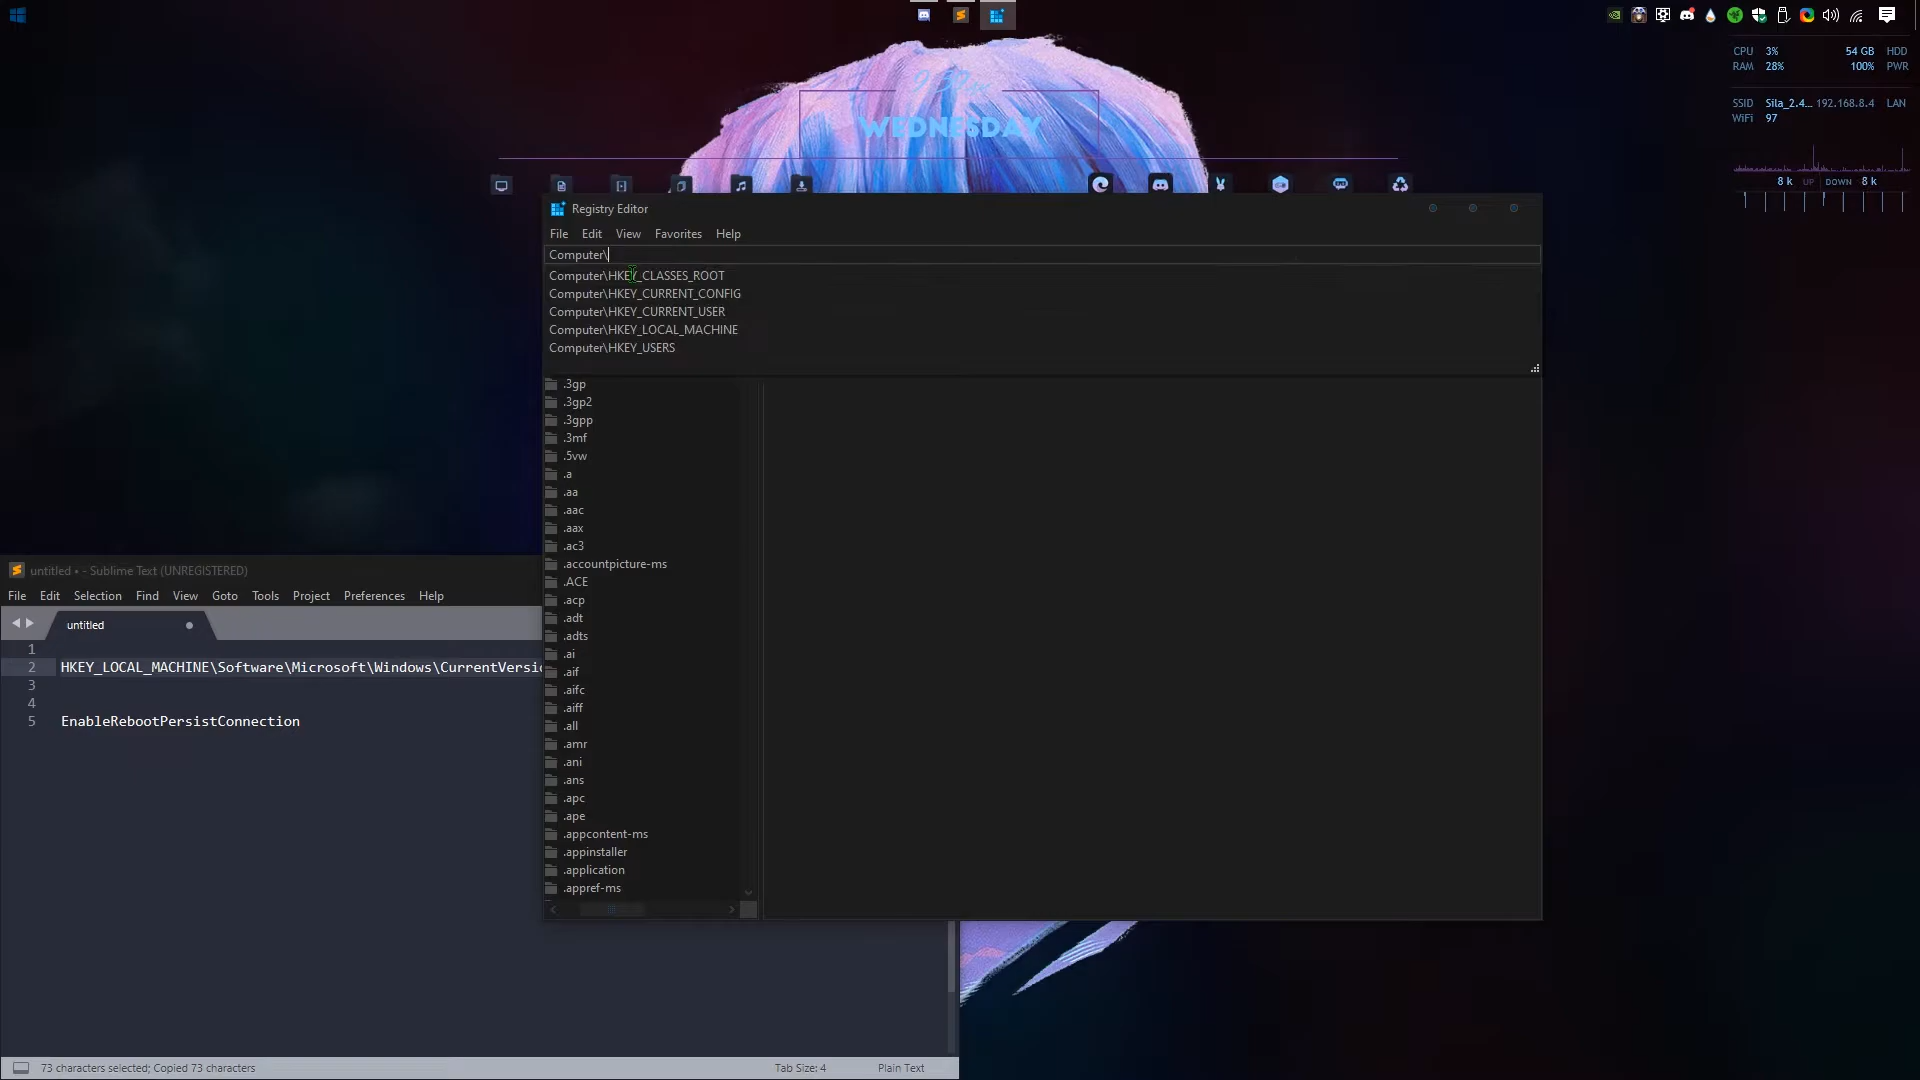 CPU 3% 54 GB HDD
RAM 28% 100% PWR
SSID Sila_2.4... 192.168.8.4 LAN
WiFi 97
8 k UP DOWN 8 k
WEDNESDAY
Registry Editor
File Edit View Favorites Help
Computer\
Computer\HKEY_CLASSES_ROOT
Computer\HKEY_CURRENT_CONFIG
Computer\HKEY_CURRENT_USER
Computer\HKEY_LOCAL_MACHINE
Computer\HKEY_USERS
.3gp
.3gp2
.3gpp
.3mf
.5vw
.a
.aa
.aac
.aax
.ac3
.accountpicture-ms
.ACE
.acp
.adt
.adts
.ai
.aif
.aifc
.aiff
.all
.amr
.ani
.ans
.apc
.ape
.appcontent-ms
.appinstaller
.application
.appref-ms
untitled • - Sublime Text (UNREGISTERED)
File Edit Selection Find View Goto Tools Project Preferences Help
untitled
1
2 HKEY_LOCAL_MACHINE\Software\Microsoft\Windows\CurrentVersio
3
4
5 EnableRebootPersistConnection
73 characters selected; Copied 73 characters Tab Size: 4 Plain Text